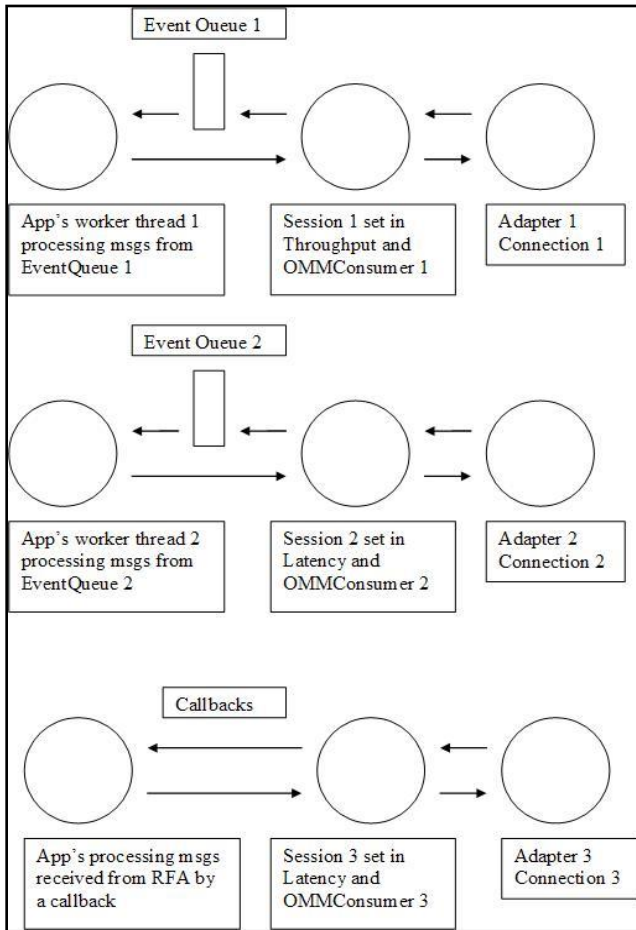 Event Oueue 1
App's worker thread 1
processing msgs from
EventQueue 1
Session 1 set in
Throughput and
OMMConsumer 1
Adapter 1
Connection 1
Event Oueue 2
App's worker thread 2
processing msgs from
EventQueue 2
Session 2 set in
Latency and
OMMConsumer 2
Adapter 2
Connection 2
Callbacks
App's processing msgs
received from RFA by
a callback
Session 3 set in
Latency and
OMMConsumer 3
Adapter 3
Connection 3